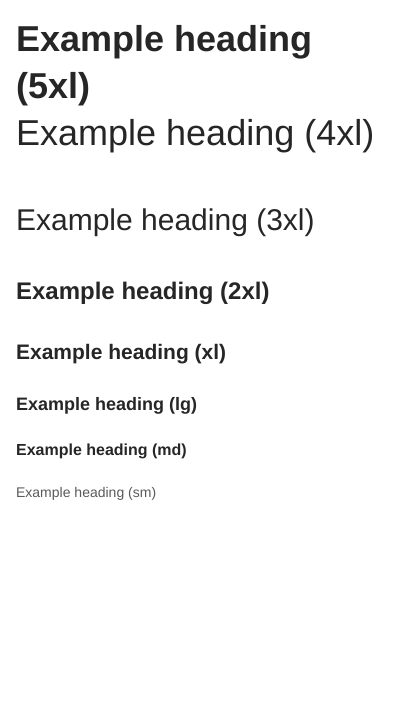 Example heading
(5xl)
Example heading (4xl)
Example heading (3xl)
Example heading (2xl)
Example heading (xl)
Example heading (lg)
Example heading (md)
Example heading (sm)